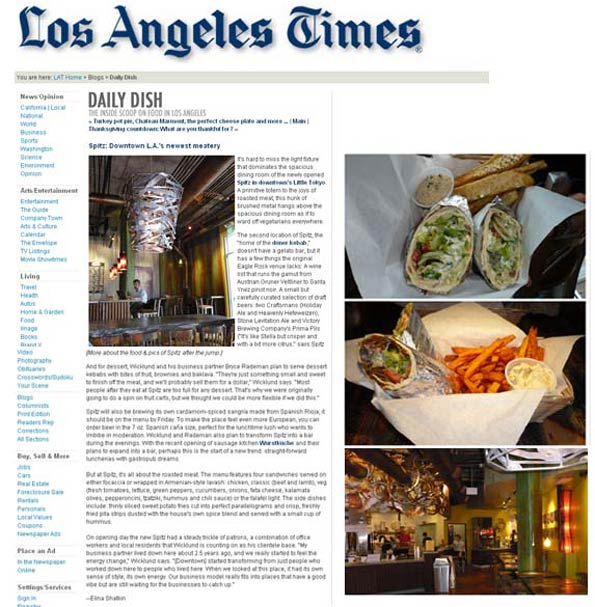 Los Angeles Times
You are here: LAT Home > Blogs > Daily Dish
News/Opinion
California | Local
National
World
Business
Sports
Washington
Science
Environment
Opinion
Arts Entertainment
Entertainment
The Guide
Company Town
Arts & Culture
Calendar
The Envelope
TV Listings
Movie Showtimes
Living
Travel
Health
Autos
Home & Garden
Food
Image
Books
Video
Photography
Obituaries
Crosswords/Sudoku
Your Scene
Blogs
Columnists
Print Edition
Readers Rep
Corrections
All Sections
Buy, Sell & More
Jobs
Cars
Real Estate
Foreclosure Sale
Rentals
Personals
Local Values
Coupons
Newspaper Ads
Place an Ad
In the Newspaper
Online
Settings/Services
Sign In
Register
DAILY DISH
THE INSIDE SCOOP ON FOOD IN LOS ANGELES
« Turkey pot pie, Chateau Marmont, the perfect cheese plate and more ... | Main |
Thanksgiving countdown: What are you thankful for? »
Spitz: Downtown L.A.'s newest meatery
It's hard to miss the light fixture
that dominates the spacious
dining room of the newly opened
Spitz in downtown's Little Tokyo.
A primitive totem to the joys of
roasted meat, this hunk of
brushed metal hangs above the
spacious dining room as if to
ward off vegetarians everywhere.
The second location of Spitz, the
"home of the döner kebab,"
doesn't have a gelato bar, but it
has a few things the original
Eagle Rock venue lacks: A wine
list that runs the gamut from
Austrian Gruner Veltliner to Santa
Ynez pinot noir. A small but
carefully curated selection of draft
beers: two Craftsmans (Holiday
Ale and Heavenly Hefeweizen),
Stone Levitation Ale and Victory
Brewing Company's Prima Pils
("It's like Stella but crisper and
with a bit more citrus," says Spitz
[More about the food & pics of Spitz after the jump.]
And for dessert, Wicklund and his business partner Bryce Rademan plan to serve dessert
kebabs with bites of fruit, brownies and baklava. "They're just something small and sweet
to finish off the meal, and we'll probably sell them for a dollar," Wicklund says. "Most
people after they eat at Spitz are too full for any dessert. That's why we were originally
going to do a spin on fruit carts, but we thought we could be more flexible if we did this."
Spitz will also be brewing its own cardamom-spiced sangria made from Spanish Rioja, it
should be on the menu by Friday. To make the place feel even more European, you can
order beer in the 7 oz. Spanish caña size, perfect for the lunchtime lush who wants to
imbibe in moderation. Wicklund and Rademan also plan to transform Spitz into a bar
during the evenings. With the recent opening of sausage kitchen Wurstküche and their
plans to expand into a bar, perhaps this is the start of a new trend: straight-forward
luncheries with gastropub dreams.
But at Spitz, it's all about the roasted meat. The menu features four sandwiches served on
either focaccia or wrapped in Armenian-style lavash: chicken, classic (beef and lamb), veg
(fresh tomatoes, lettuce, green peppers, cucumbers, onions, feta cheese, kalamata
olives, pepperoncini, tzatziki, hummus and chili sauce) or the falafel light. The side dishes
include: thinly sliced sweet potato fries cut into perfect parallelograms and crisp, freshly
fried pita strips dusted with the house's own spice blend and served with a small cup of
hummus.
On opening day the new Spitz had a steady trickle of patrons, a combination of office
workers and local residents that Wicklund is counting on as his clientele base. "My
business partner lived down here about 2.5 years ago, and we really started to feel the
energy change," Wicklund says. "[Downtown] started transforming from just people who
worked down here to people who lived here. When we looked at this place, it had its own
sense of style, its own energy. Our business model really fits into places that have a good
vibe but are still waiting for the businesses to catch up."
--Elina Shatkin